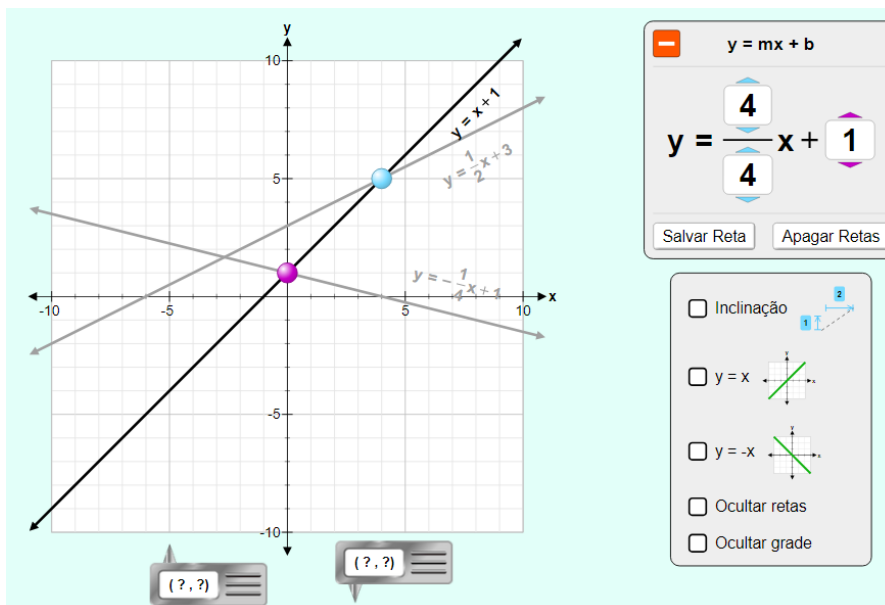 y
10
5
-10
-5
5
10
x
-5
-10
y = x + 1
y = 1/2 x + 3
y = - 1/4 x + 1
( ? , ? )
( ? , ? )
y = mx + b
y = 4/4 x + 1
Salvar Reta
Apagar Retas
Inclinação
2
1
y = x
y
x
y = -x
y
x
Ocultar retas
Ocultar grade